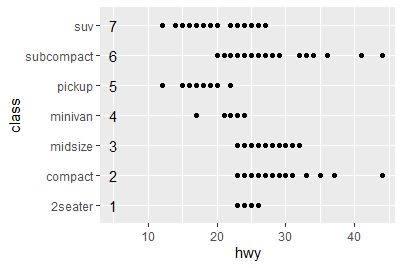 suv 7
subcompact 6
pickup 5
minivan 4
midsize 3
compact 2
2seater 1
class
10 20 30 40
hwy